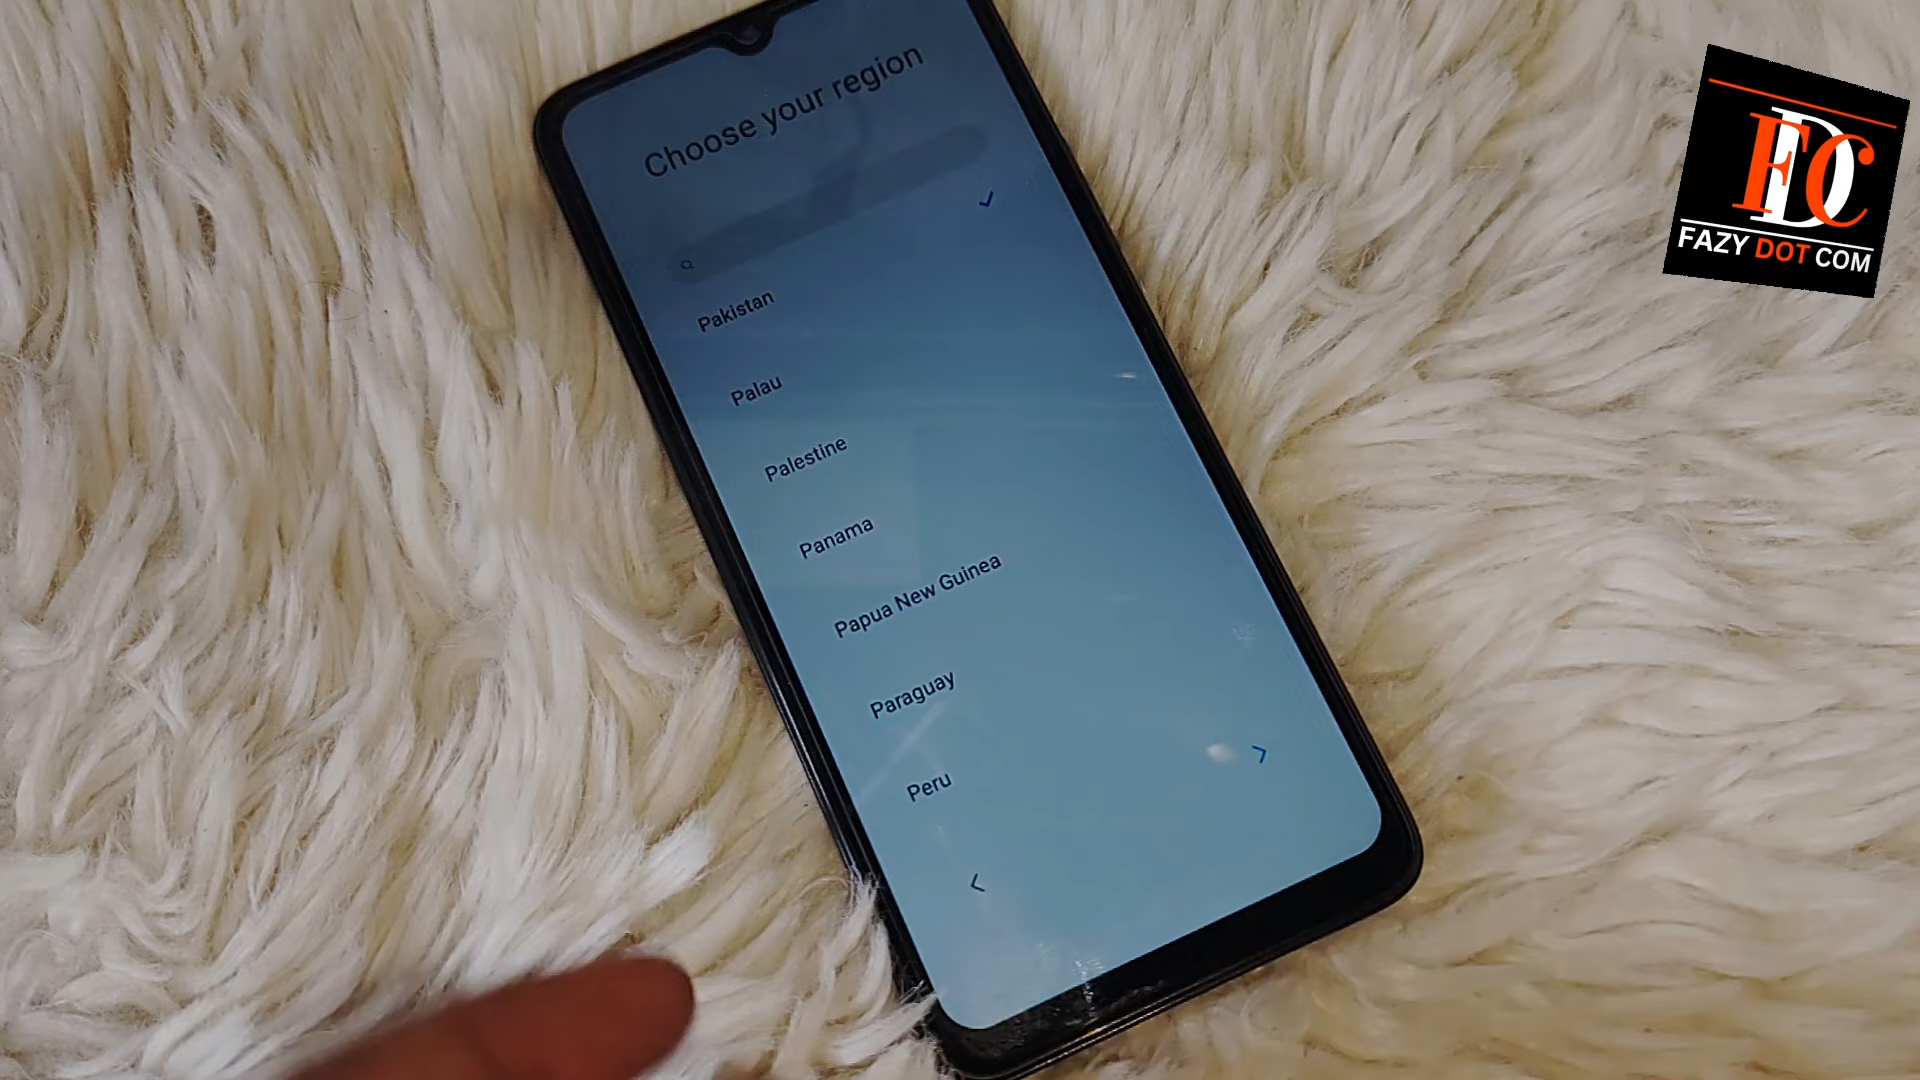 Choose your region
Pakistan
Palau
Palestine
Panama
Papua New Guinea
Paraguay
Peru
FDC
FAZY DOT COM